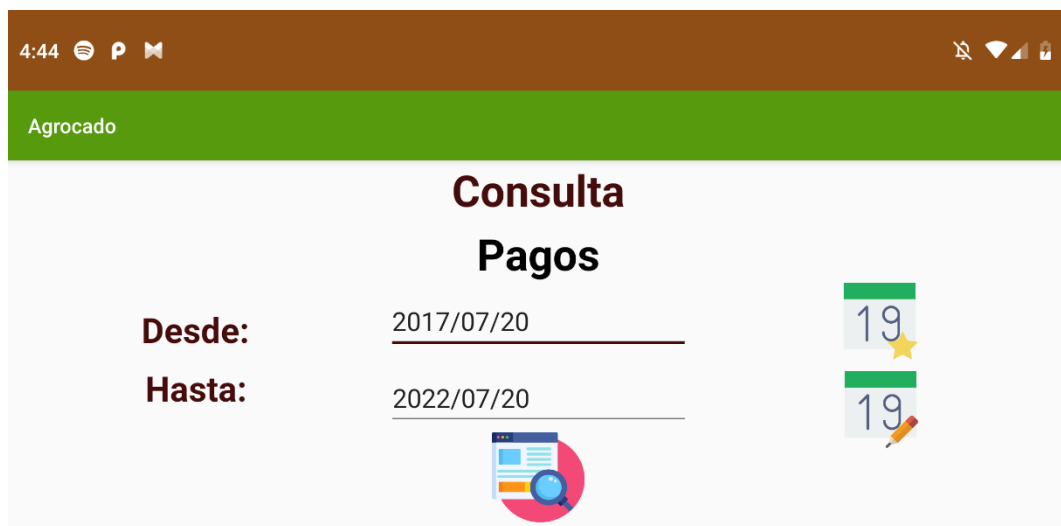 4:44
Agrocado
Consulta
Pagos
Desde: 2017/07/20
19
Hasta: 2022/07/20
19